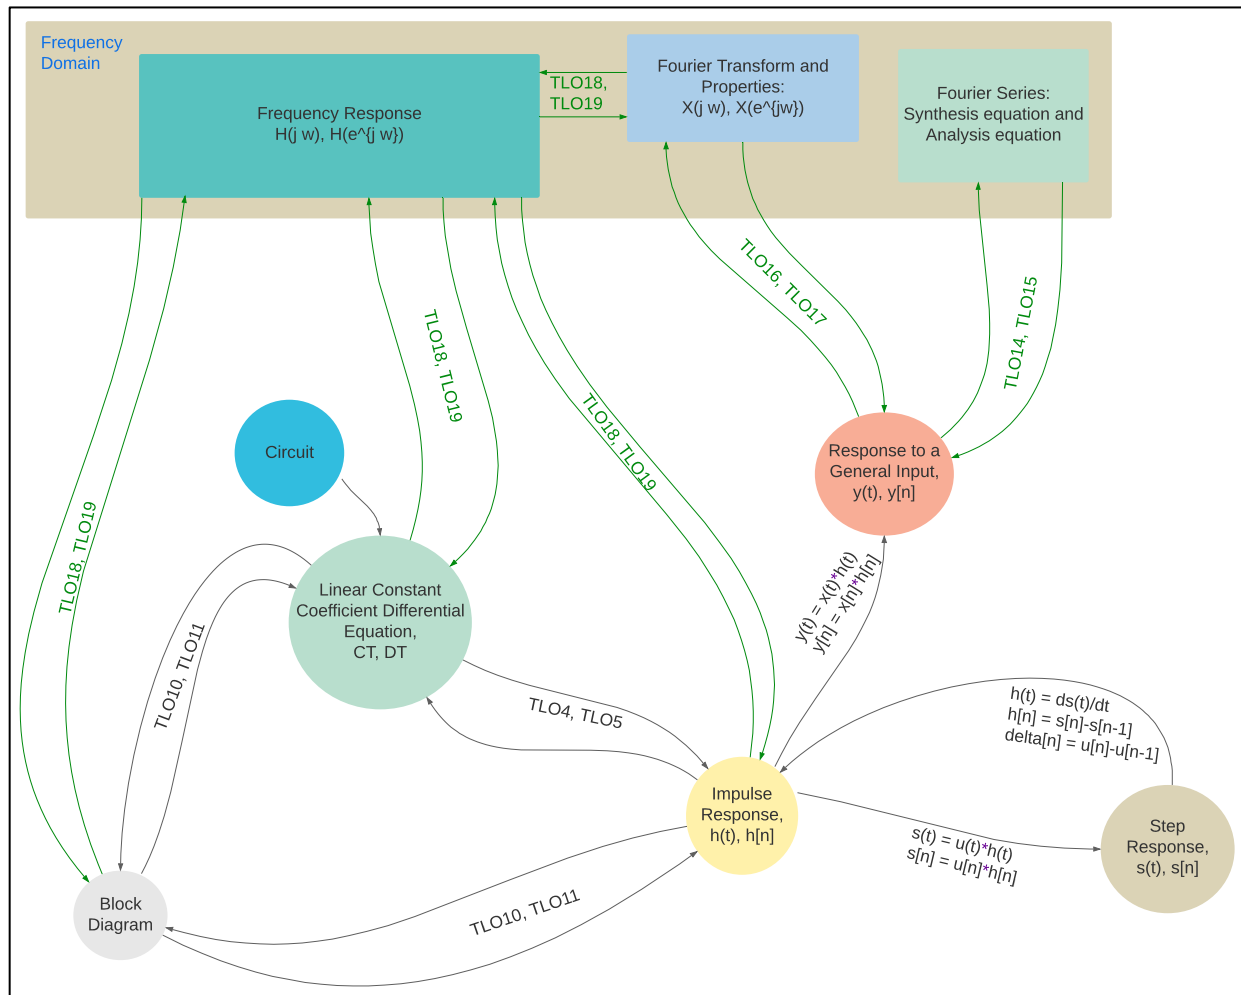 Frequency
Domain
Frequency Response
H(j w), H(e^{j w})
TLO18,
TLO19
Fourier Transform and
Properties:
X(j w), X(e^{jw})
Fourier Series:
Synthesis equation and
Analysis equation
TLO16, TLO17
TLO14, TLO15
TLO18, TLO19
TLO18, TLO19
TLO18, TLO19
Circuit
Response to a
General Input,
y(t), y[n]
Linear Constant
Coefficient Differential
Equation,
CT, DT
y(t) = x(t)*h(t)
y[n] = x[n]*h[n]
TLO10, TLO11
TLO4, TLO5
h(t) = ds(t)/dt
h[n] = s[n]-s[n-1]
delta[n] = u[n]-u[n-1]
Impulse
Response,
h(t), h[n]
s(t) = u(t)*h(t)
s[n] = u[n]*h[n]
Step
Response,
s(t), s[n]
Block
Diagram
TLO10, TLO11